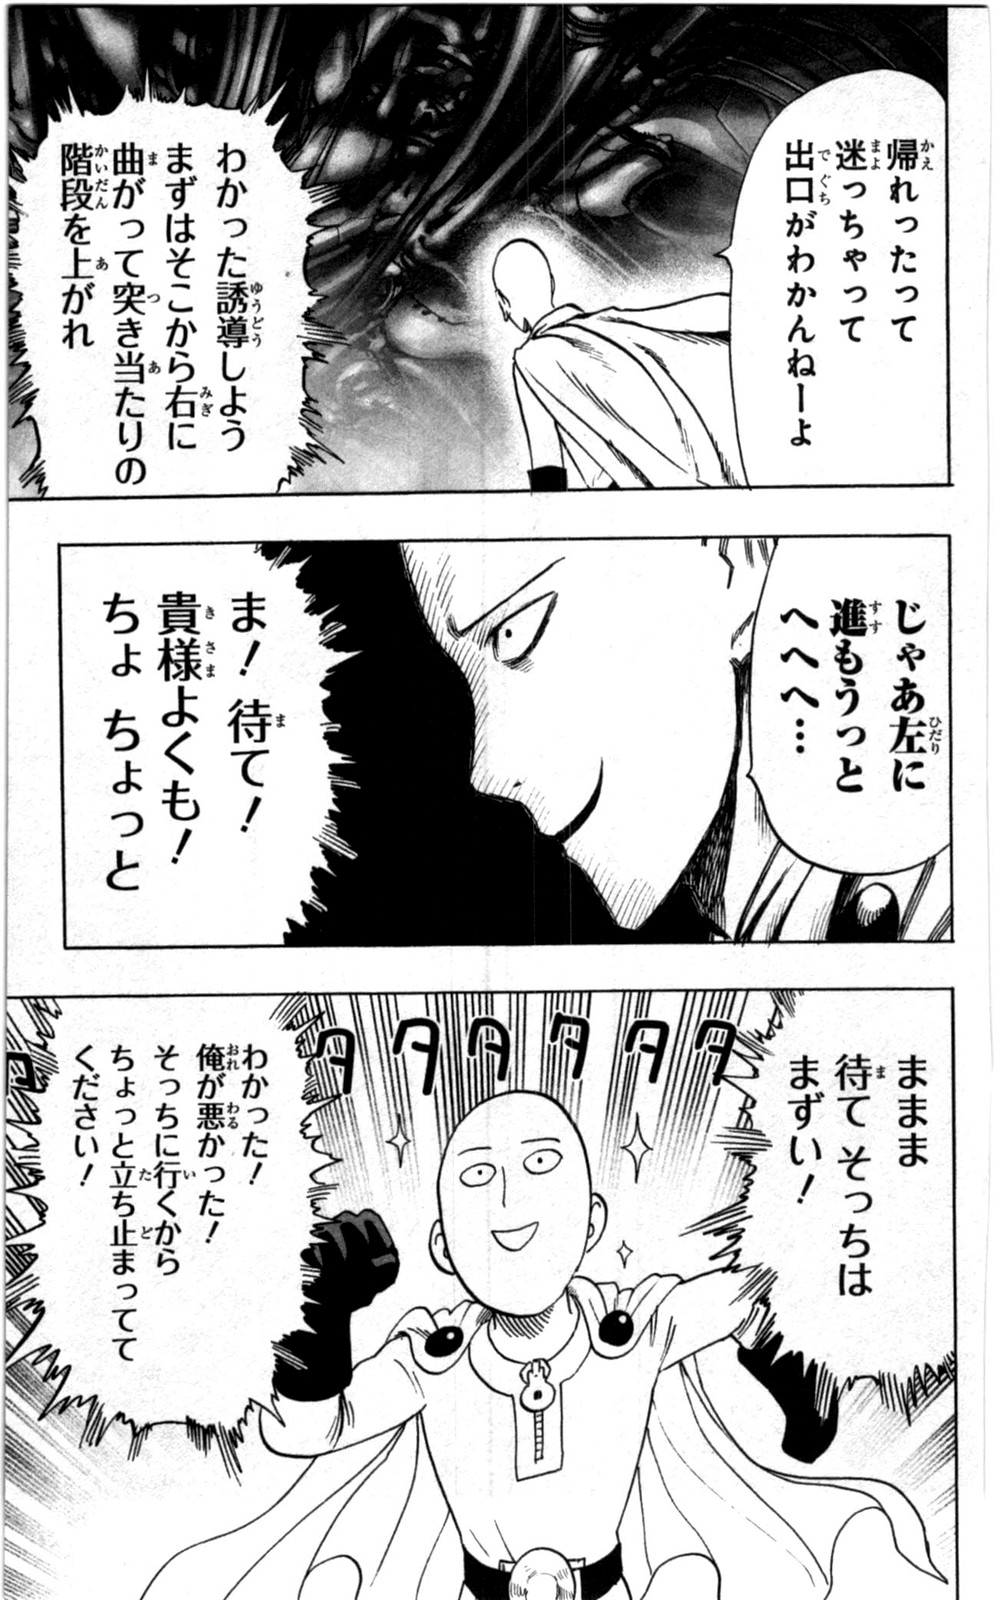 帰れったって
迷っちゃって
出口がわかんねーよ
わかった誘導しよう
まずはそこから右に
曲がって突き当たりの
階段を上がれ
じゃあ左に
進もうっと
へへへ…
ま！待て！
貴様よくも！
ちょ ちょっと
ままま
待て そっちは
まずい！
タタタタタタ
わかった！
俺が悪かった！
そっちに行くから
ちょっと立ち止まってて
ください！